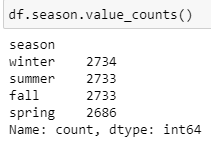 df.season.value_counts()
season
winter    2734
summer    2733
fall      2733
spring    2686
Name: count, dtype: int64